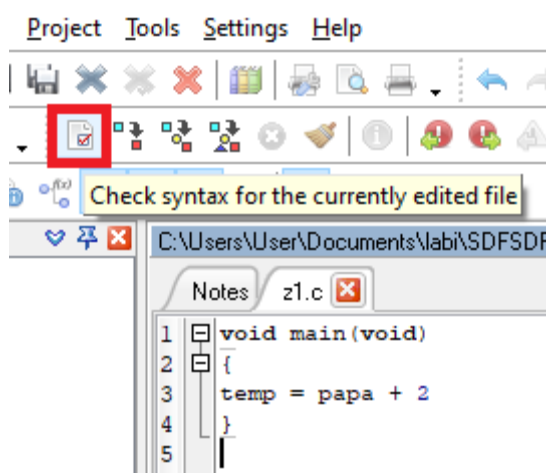 Project Tools Settings Help
Check syntax for the currently edited file
C:\Users\User\Documents\labi\SDFSDF
Notes z1.c
1 void main(void)
2 {
3 temp = papa + 2
4 }
5